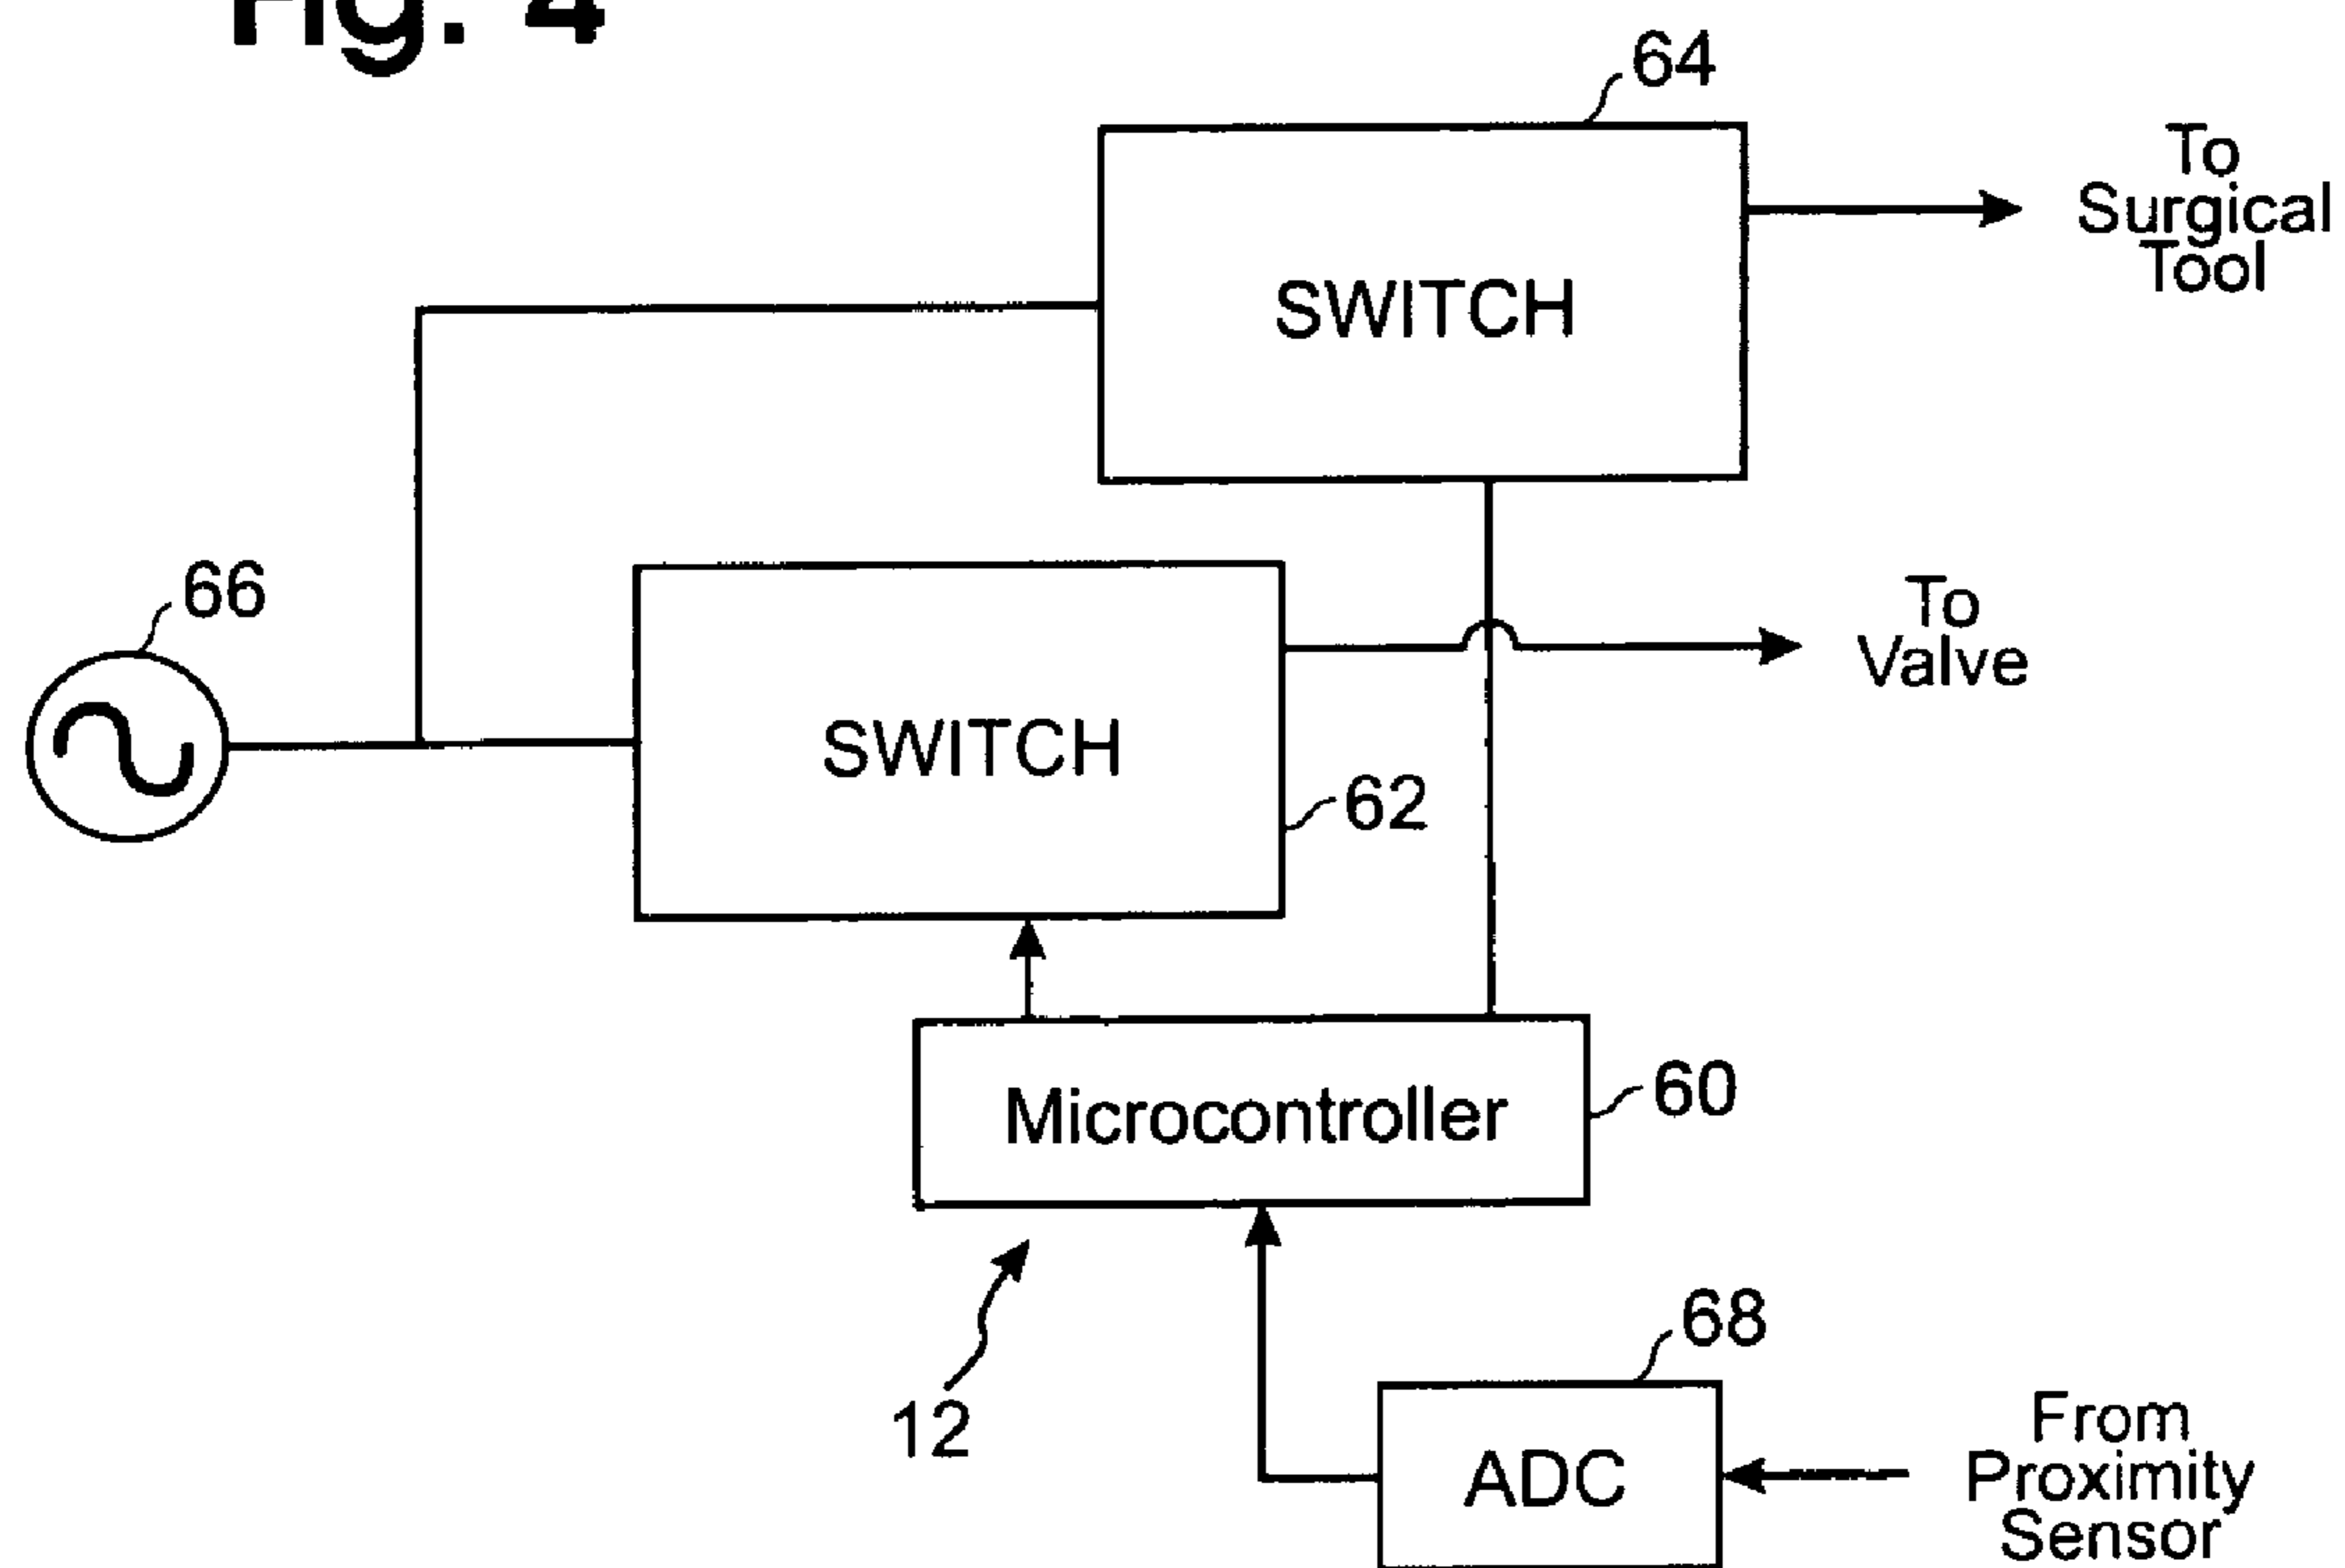 Fig. 4
64
To
Surgical
Tool
SWITCH
66
To
Valve
SWITCH
62
Microcontroller
60
12
68
ADC
From
Proximity
Sensor